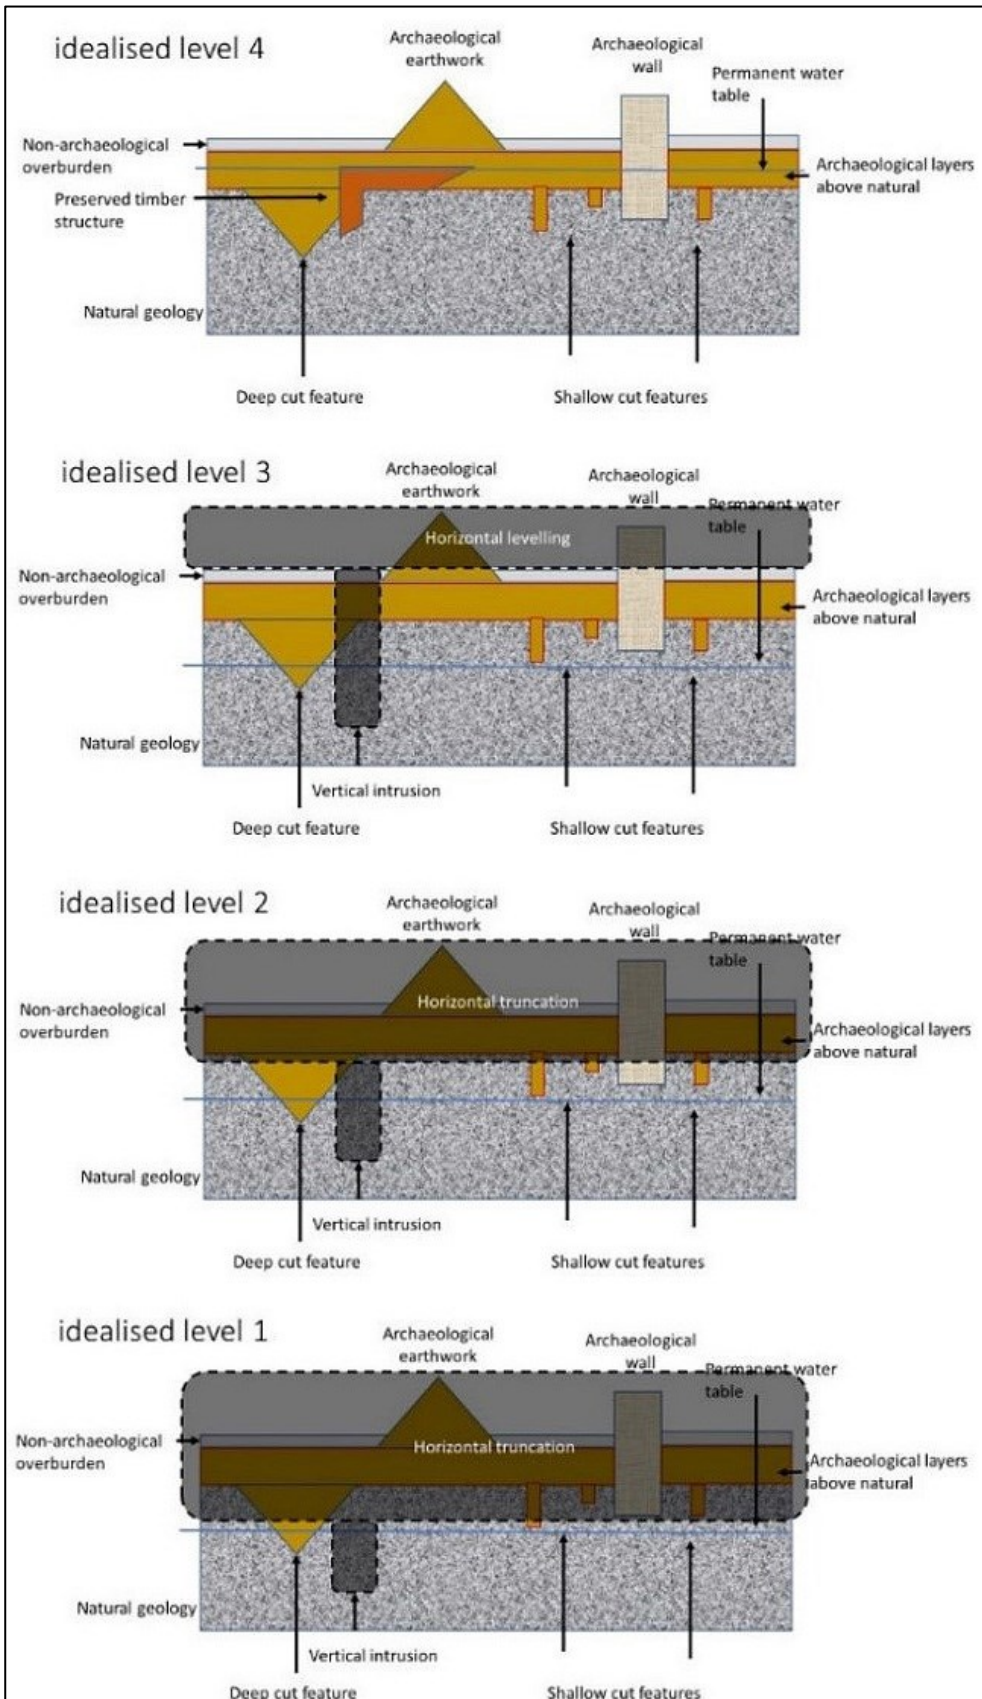 idealised level 4
Archaeological
earthwork
Archaeological
wall
Permanent water
table
Non-archaeological
overburden
Archaeological layers
above natural
Preserved timber
structure
Natural geology
Deep cut feature
Shallow cut features
idealised level 3
Archaeological
earthwork
Archaeological
wall
Permanent water
table
Horizontal levelling
Non-archaeological
overburden
Archaeological layers
above natural
Natural geology
Vertical intrusion
Deep cut feature
Shallow cut features
idealised level 2
Archaeological
earthwork
Archaeological
wall
Permanent water
table
Horizontal truncation
Non-archaeological
overburden
Archaeological layers
above natural
Natural geology
Vertical intrusion
Deep cut feature
Shallow cut features
idealised level 1
Archaeological
earthwork
Archaeological
wall
Permanent water
table
Horizontal truncation
Non-archaeological
overburden
Archaeological layers
above natural
Natural geology
Vertical intrusion
Deep cut feature
Shallow cut features